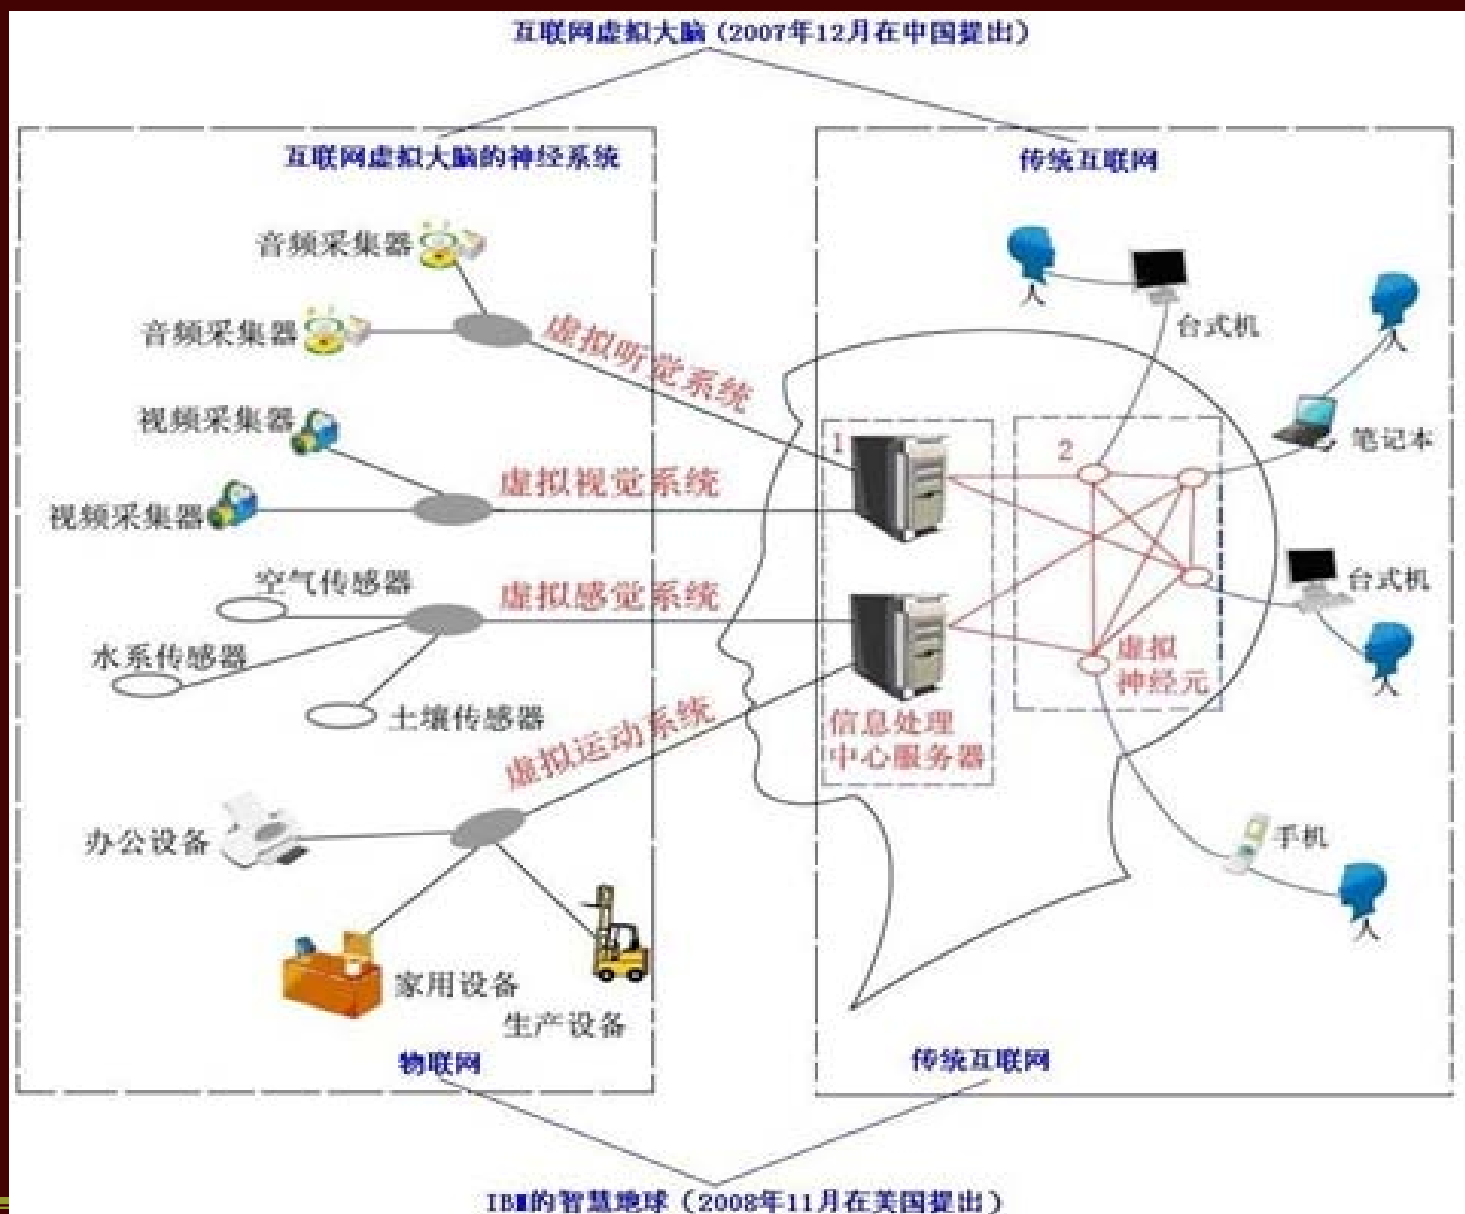 互联网虚拟大脑（2007年12月在中国提出）
互联网虚拟大脑的神经系统
传统互联网
音频采集器
音频采集器
虚拟听觉系统
台式机
视频采集器
1
2
笔记本
虚拟视觉系统
视频采集器
空气传感器
虚拟感觉系统
台式机
水系传感器
虚拟
神经元
土壤传感器
虚拟运动系统
信息处理
中心服务器
办公设备
手机
家用设备
生产设备
物联网
传统互联网
IBM的智慧地球（2008年11月在美国提出）